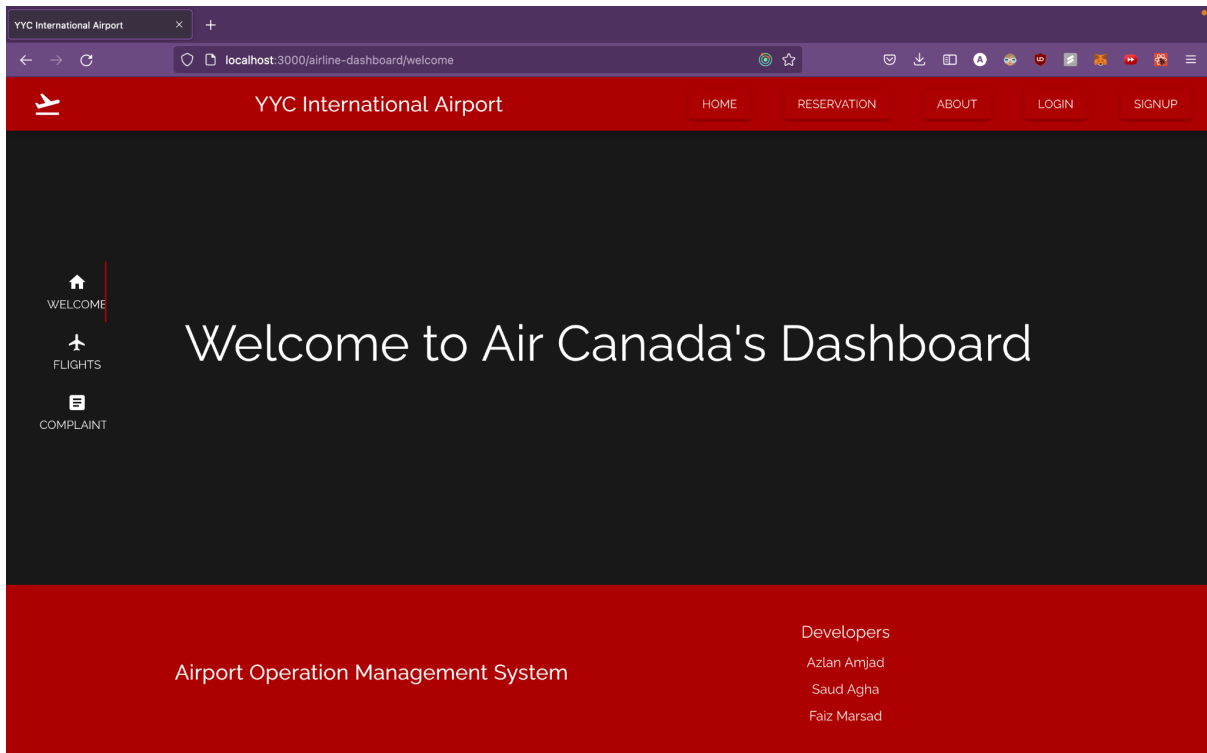 YYC International Airport
localhost:3000/airline-dashboard/welcome
YYC International Airport
HOME
RESERVATION
ABOUT
LOGIN
SIGNUP
WELCOME
FLIGHTS
COMPLAINT
Welcome to Air Canada's Dashboard
Airport Operation Management System
Developers
Azlan Amjad
Saud Agha
Faiz Marsad